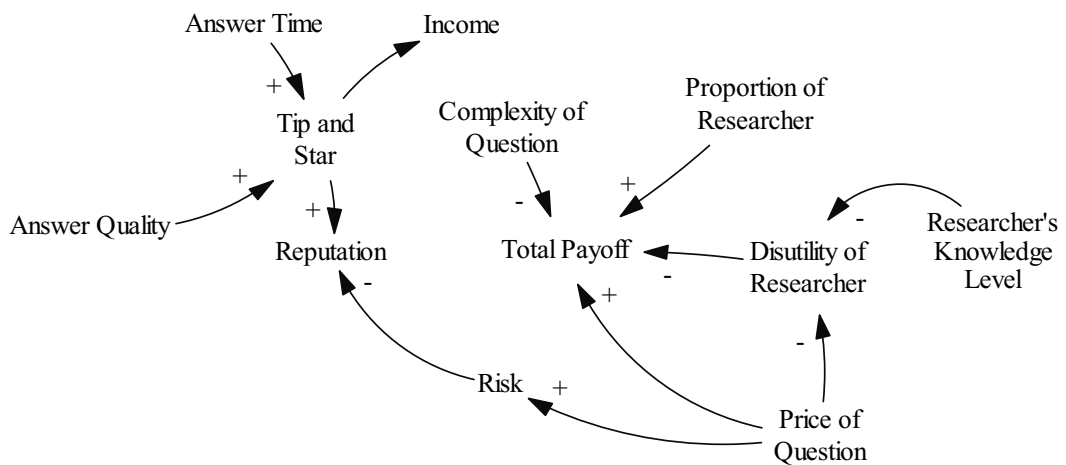 Answer Time
Income
+
Tip and
Star
Complexity of
Question
Proportion of
Researcher
+
-
+
Answer Quality
+
Reputation
-
Total Payoff
-
Disutility of
Researcher
-
Researcher's
Knowledge
Level
+
-
Risk
+
Price of
Question